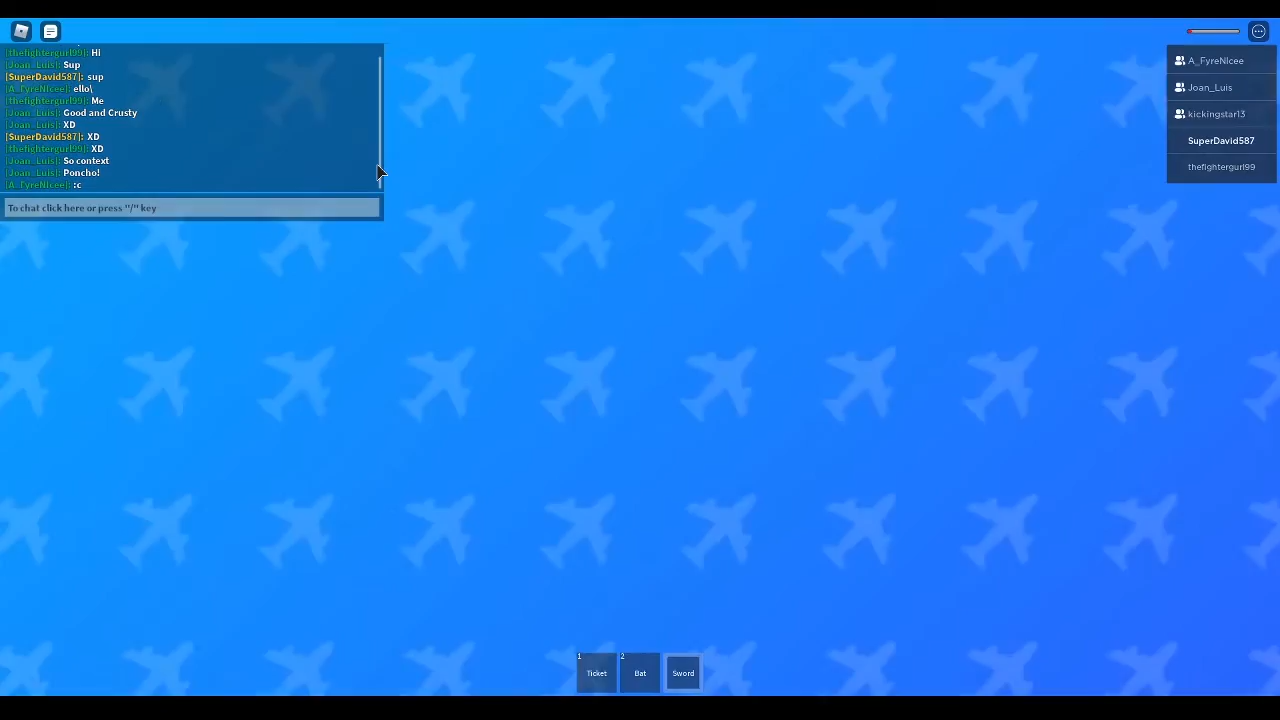 [thefightergurl99]: Hi
[Joan_Luis]: Sup
[SuperDavid587]: sup
[A_FyreNIcee]: ello\
[thefightergurl99]: Me
[Joan_Luis]: Good and Crusty
[Joan_Luis]: XD
[SuperDavid587]: XD
[thefightergurl99]: XD
[Joan_Luis]: So context
[Joan_Luis]: Poncho!
[A_FyreNIcee]: :c
To chat click here or press "/" key
A_FyreNIcee
Joan_Luis
kickingstar13
SuperDavid587
thefightergurl99
1
Ticket
2
Bat
Sword